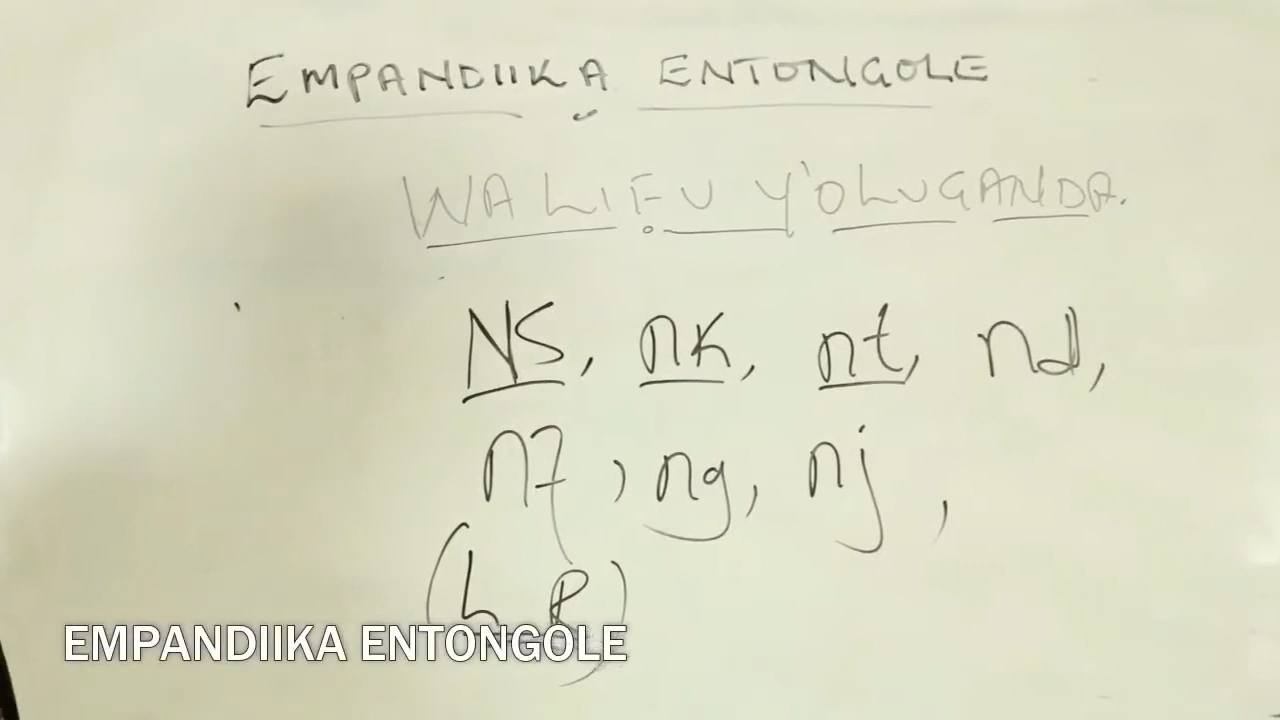 EMPANDIIKA ENTONGOLE
WALIFU Y'OLUGANDA.
NS, nk, nt, nd,
nz, ng, nj,
(L R)
EMPANDIIKA ENTONGOLE